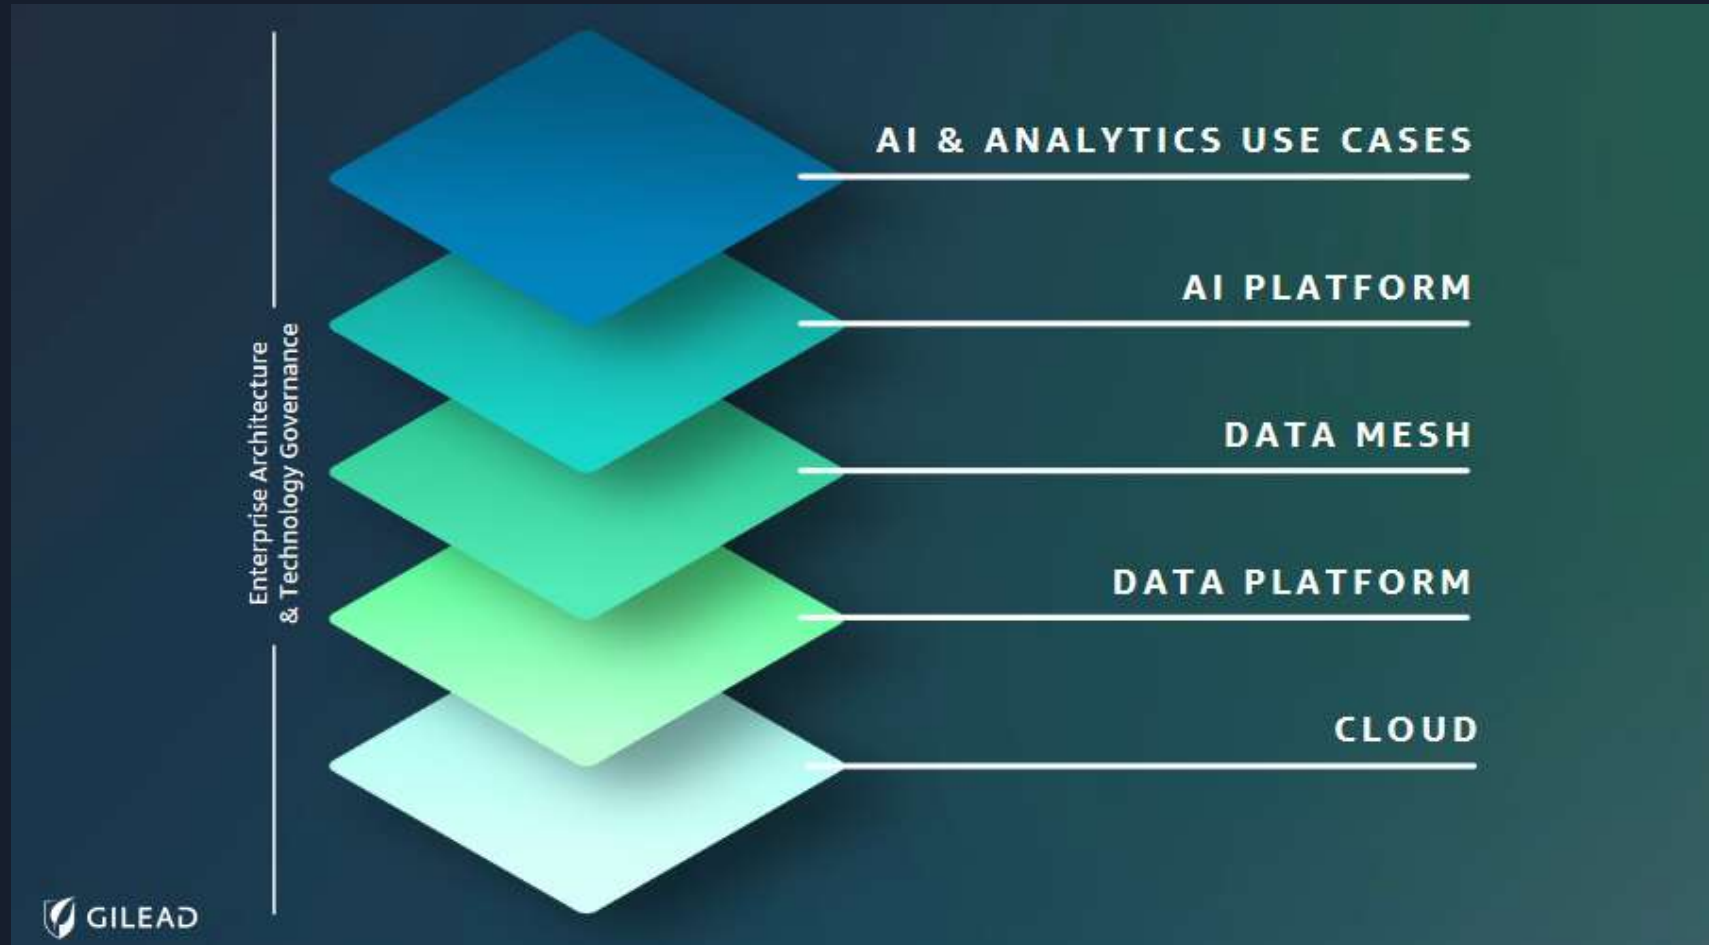 AI & ANALYTICS USE CASES
AI PLATFORM
DATA MESH
DATA PLATFORM
CLOUD
Enterprise Architecture
& Technology Governance
GILEAD